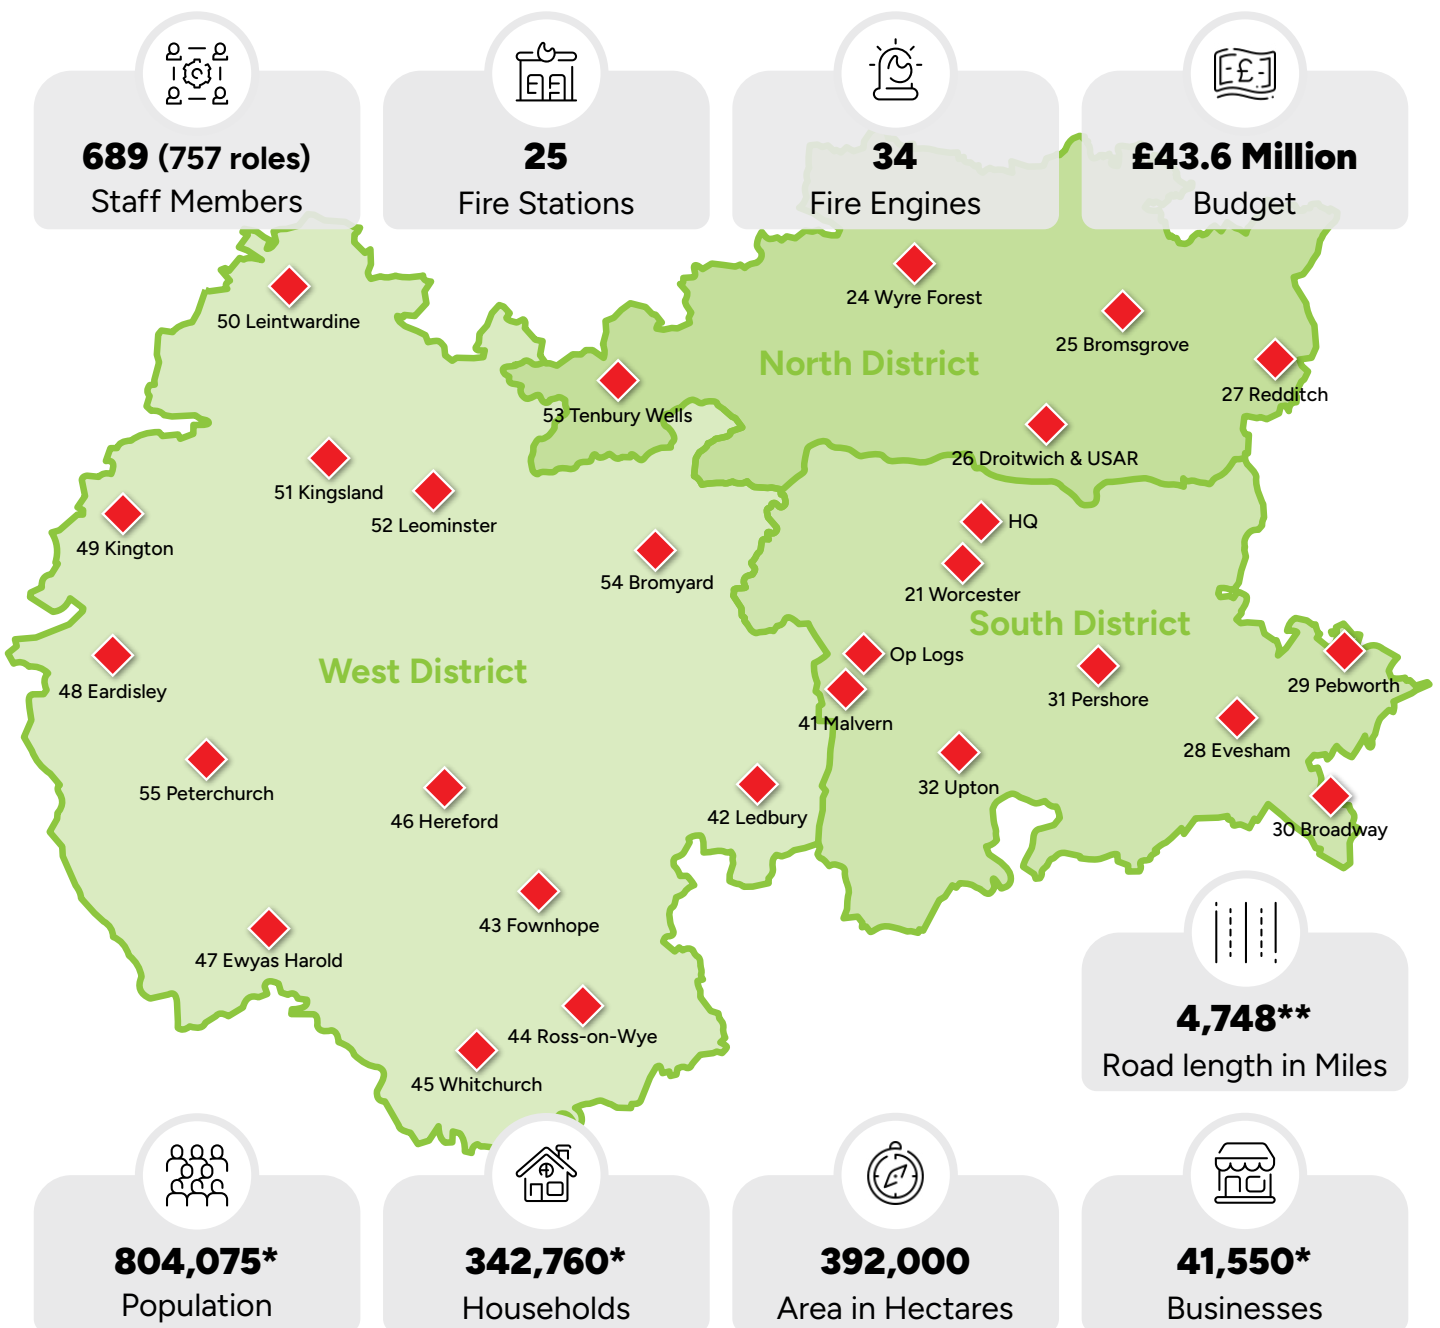 689 (757 roles)
Staff Members
25
Fire Stations
34
Fire Engines
£43.6 Million
Budget
24 Wyre Forest
50 Leintwardine
25 Bromsgrove
North District
27 Redditch
53 Tenbury Wells
26 Droitwich & USAR
51 Kingsland
52 Leominster
HQ
49 Kington
54 Bromyard
21 Worcester
South District
Op Logs
West District
29 Pebworth
48 Eardisley
31 Pershore
41 Malvern
28 Evesham
32 Upton
55 Peterchurch
46 Hereford
42 Ledbury
30 Broadway
43 Fownhope
47 Ewyas Harold
44 Ross-on-Wye
45 Whitchurch
4,748**
Road length in Miles
804,075*
Population
342,760*
Households
392,000
Area in Hectares
41,550*
Businesses